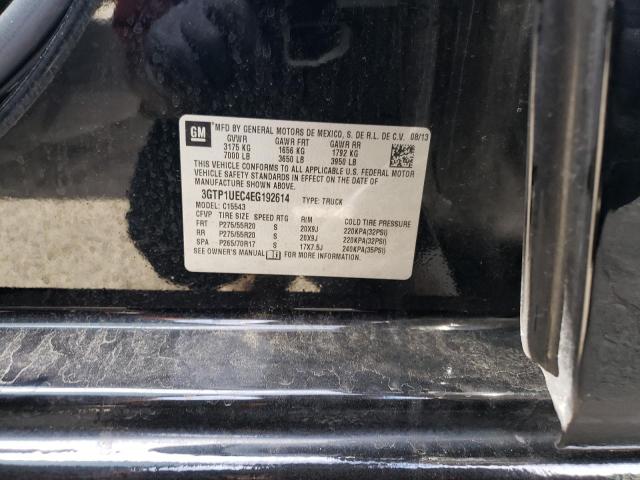 GM
MFD BY GENERAL MOTORS DE MEXICO, S. DE R.L. DE C.V. 08/13
GVWR GAWR FRT GAWR RR
3175 KG 1656 KG 1792 KG
7000 LB 3650 LB 3950 LB
THIS VEHICLE CONFORMS TO ALL APPLICABLE U.S. FEDERAL MOTOR
VEHICLE SAFETY STANDARDS IN EFFECT ON THE DATE OF
MANUFACTURE SHOWN ABOVE.
3GTP1UEC4EG192614 TYPE: TRUCK
MODEL: C15543
CFVP TIRE SIZE SPEED RTG RIM COLD TIRE PRESSURE
FRT P275/55R20 S 20X9J 220KPA(32PSI)
RR P275/55R20 S 20X9J 220KPA(32PSI)
SPA P265/70R17 S 17X7.5J 240KPA(35PSI)
SEE OWNER'S MANUAL FOR MORE INFORMATION.